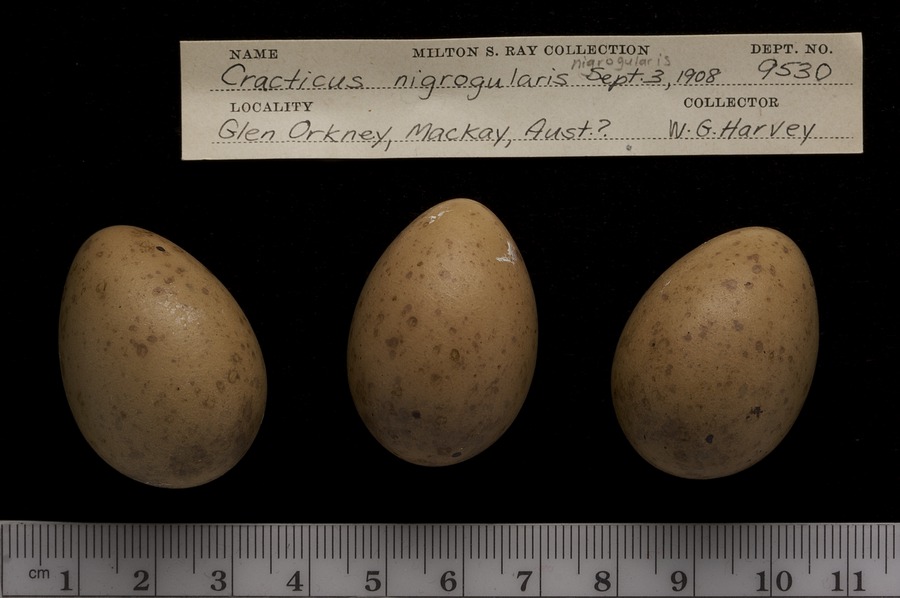 NAME MILTON S. RAY COLLECTION DEPT. NO.
nigrogularis
Cracticus nigrogularis Sept. 3, 1908 9530
LOCALITY COLLECTOR
Glen Orkney, Mackay, Aust.? W. G. Harvey
cm 1 2 3 4 5 6 7 8 9 10 11